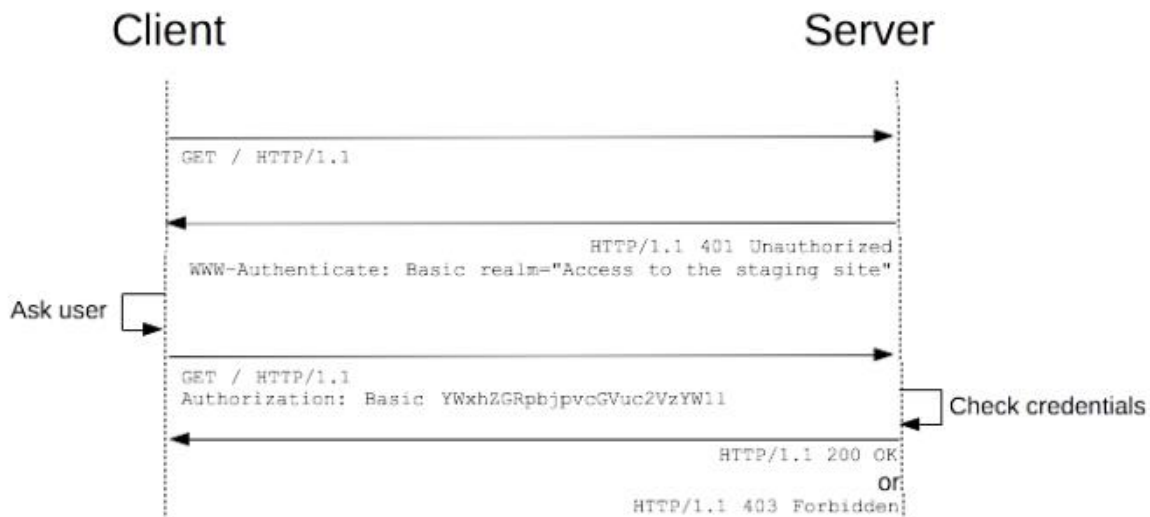 Client
Server
GET / HTTP/1.1
HTTP/1.1 401 Unauthorized
WWW-Authenticate: Basic realm="Access to the staging site"
Ask user
GET / HTTP/1.1
Authorization: Basic YWxhZGRpbjpvcGVuc2VzYW1l
Check credentials
HTTP/1.1 200 OK
or
HTTP/1.1 403 Forbidden